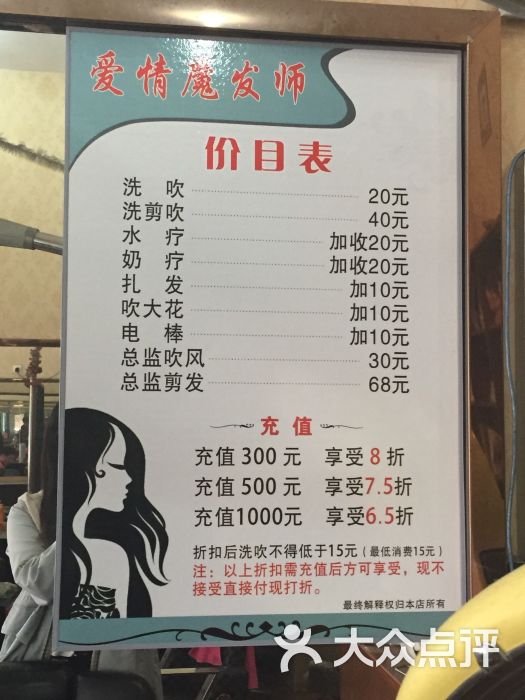 爱情魔发师
价目表
洗吹 20元
洗剪吹 40元
水疗 加收20元
奶疗 加收20元
扎发 加10元
吹大花 加10元
电棒 加10元
总监吹风 30元
总监剪发 68元
充值
充值300元 享受8折
充值500元 享受7.5折
充值1000元 享受6.5折
折扣后洗吹不得低于15元（最低消费15元）
注：以上折扣需充值后方可享受，现不
接受直接付现打折。
最终解释权归本店所有
大众点评